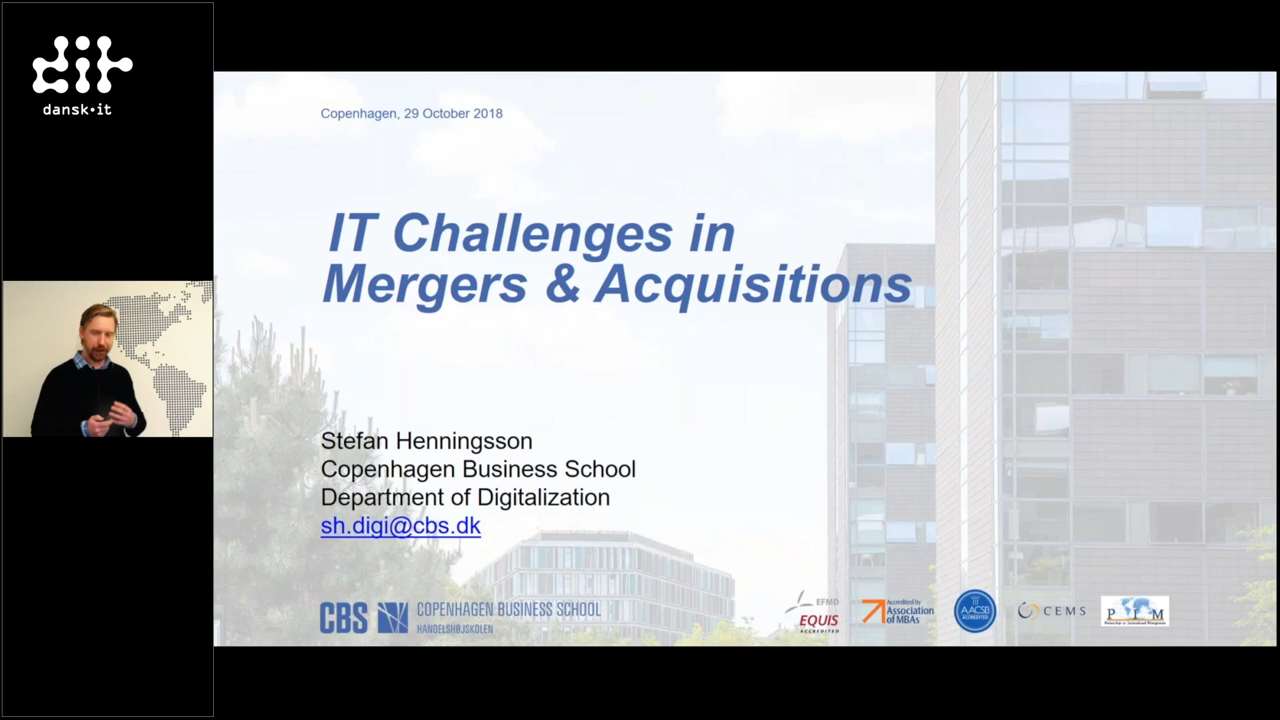 dansk•it
Copenhagen, 29 October 2018
IT Challenges in
Mergers & Acquisitions
Stefan Henningsson
Copenhagen Business School
Department of Digitalization
sh.digi@cbs.dk
CBS COPENHAGEN BUSINESS SCHOOL
HANDELSHØJSKOLEN
EFMD
EQUIS
ACCREDITED
Accredited by
Association
of MBAs
AACSB
ACCREDITED
CEMS
PIM